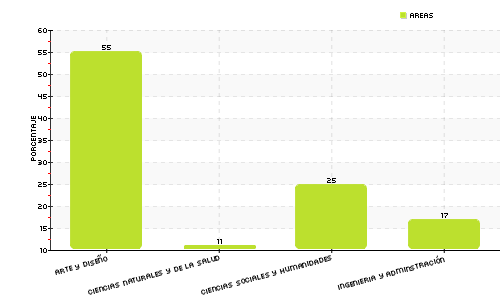 AREAS
PORCENTAJE
60
55
50
45
40
35
30
25
20
15
10
55
11
25
17
ARTE Y DISEÑO
CIENCIAS NATURALES Y DE LA SALUD
CIENCIAS SOCIALES Y HUMANIDADES
INGENIERIA Y ADMINSTRACIÓN